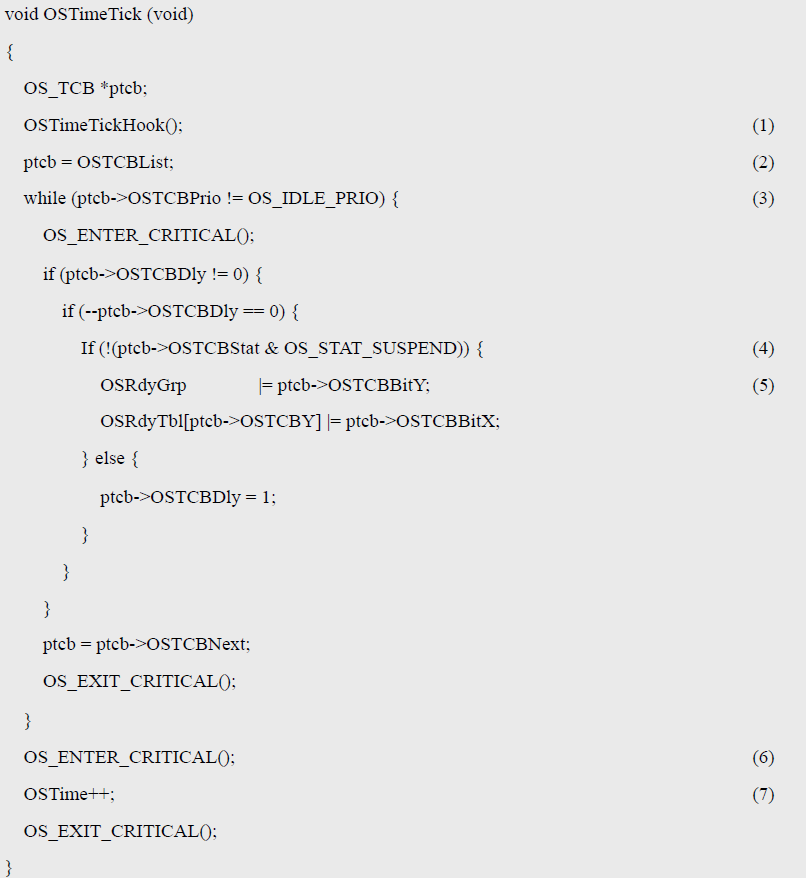 void OSTimeTick (void)
{
OS_TCB *ptcb;
OSTimeTickHook(); (1)
ptcb = OSTCBList; (2)
while (ptcb->OSTCBPrio != OS_IDLE_PRIO) { (3)
OS_ENTER_CRITICAL();
if (ptcb->OSTCBDly != 0) {
if (--ptcb->OSTCBDly == 0) {
If (!(ptcb->OSTCBStat & OS_STAT_SUSPEND)) { (4)
OSRdyGrp |= ptcb->OSTCBBitY; (5)
OSRdyTbl[ptcb->OSTCBY] |= ptcb->OSTCBBitX;
} else {
ptcb->OSTCBDly = 1;
}
}
}
ptcb = ptcb->OSTCBNext;
OS_EXIT_CRITICAL();
}
OS_ENTER_CRITICAL(); (6)
OSTime++; (7)
OS_EXIT_CRITICAL();
}